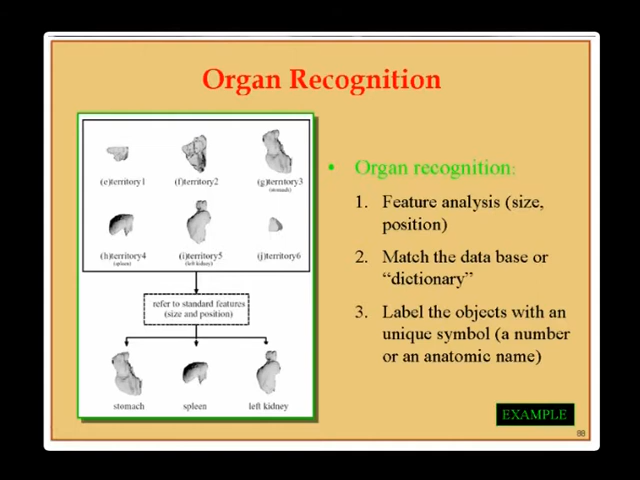 Organ Recognition
(e)territory1
(f)territory2
(g)territory3
(stomach)
(h)territory4
(spleen)
(i)territory5
(left kidney)
(j)territory6
refer to standard features
(size and position)
stomach
spleen
left kidney
• Organ recognition:
1. Feature analysis (size,
position)
2. Match the data base or
“dictionary”
3. Label the objects with an
unique symbol (a number
or an anatomic name)
EXAMPLE
88